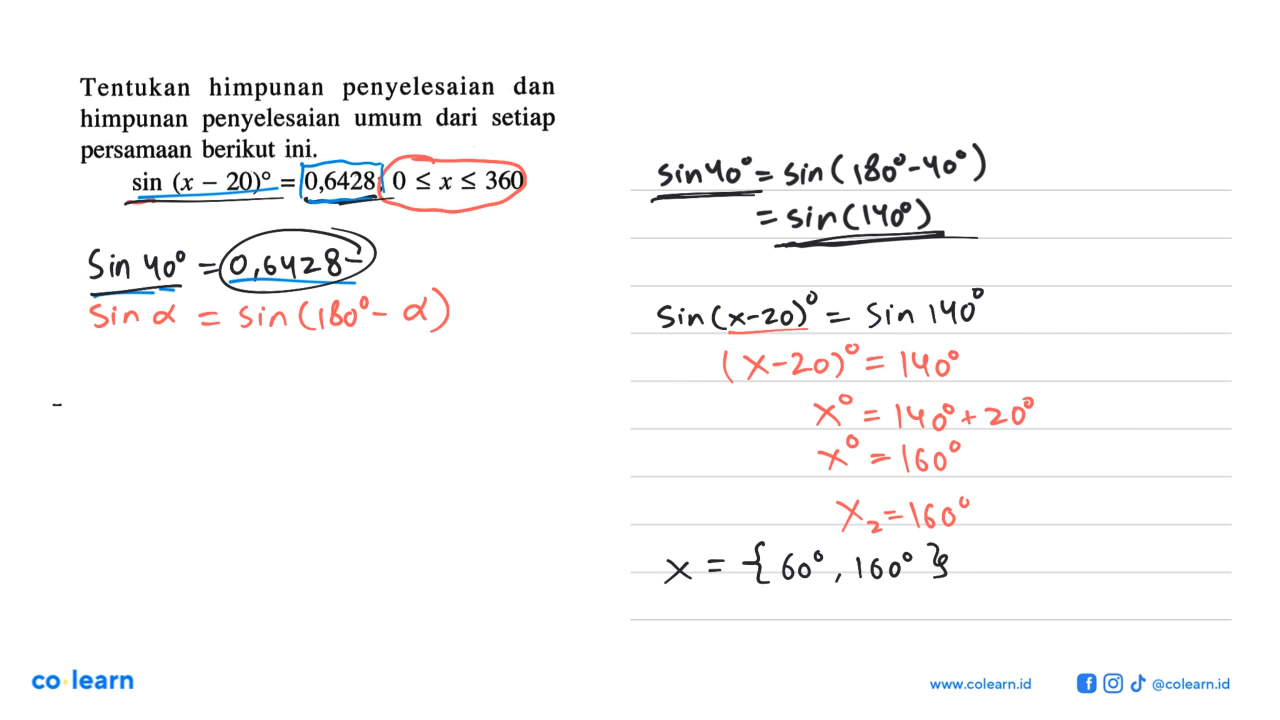 Tentukan himpunan penyelesaian dan
himpunan penyelesaian umum dari setiap
persamaan berikut ini.
sin (x − 20)° = 0,6428, 0 ≤ x ≤ 360
Sin 40° = 0,6428
Sin α = sin (180° - α)
-
sin 40° = sin (180° - 40°)
= sin (140°)
Sin (x-20)° = Sin 140°
(x-20)° = 140°
x° = 140° + 20°
x° = 160°
x₂ = 160°
x = { 60°, 160° }
co learn
www.colearn.id
@colearn.id